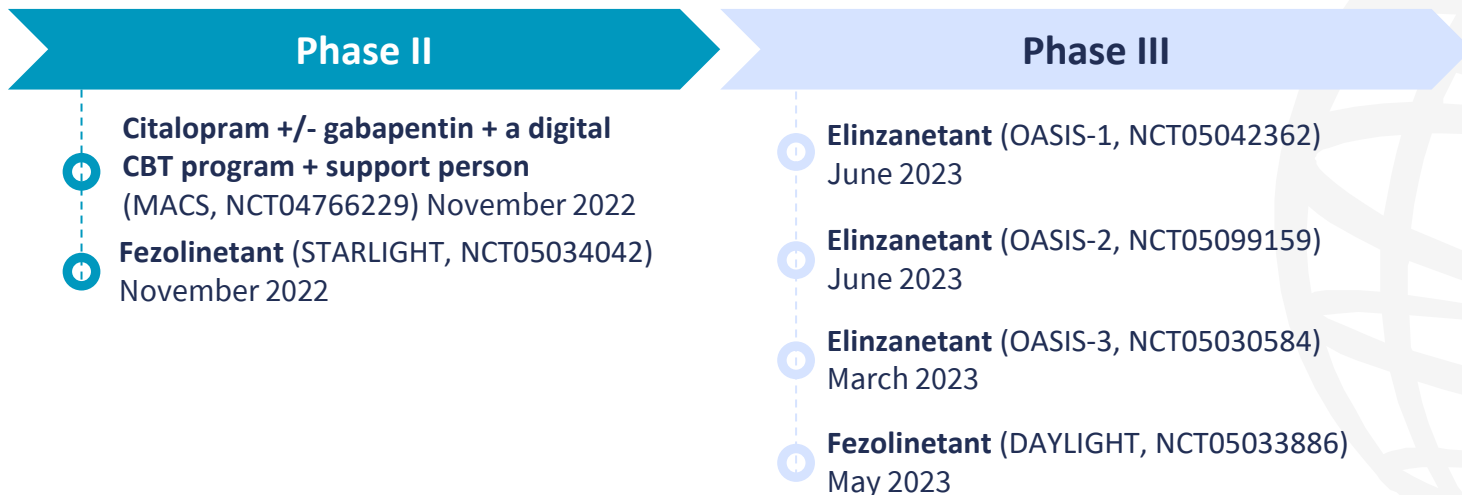 Phase II
Citalopram +/- gabapentin + a digital
CBT program + support person
(MACS, NCT04766229) November 2022
Fezolinetant (STARLIGHT, NCT05034042)
November 2022
Phase III
Elinzanetant (OASIS-1, NCT05042362)
June 2023
Elinzanetant (OASIS-2, NCT05099159)
June 2023
Elinzanetant (OASIS-3, NCT05030584)
March 2023
Fezolinetant (DAYLIGHT, NCT05033886)
May 2023